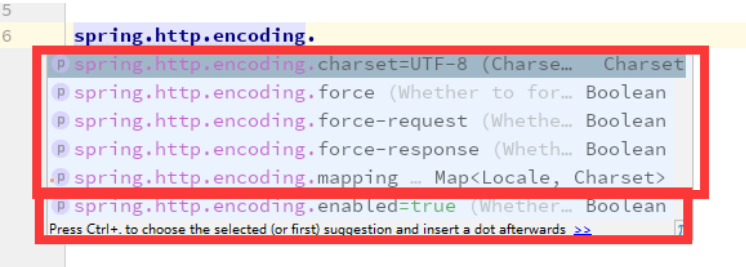 5
6 spring.http.encoding.
p spring.http.encoding.charset=UTF-8 (Charse… Charset
p spring.http.encoding.force (Whether to for… Boolean
p spring.http.encoding.force-request (Whethe… Boolean
p spring.http.encoding.force-response (Wheth… Boolean
p spring.http.encoding.mapping … Map<Locale, Charset>
p spring.http.encoding.enabled=true (Whether… Boolean
Press Ctrl+. to choose the selected (or first) suggestion and insert a dot afterwards >>